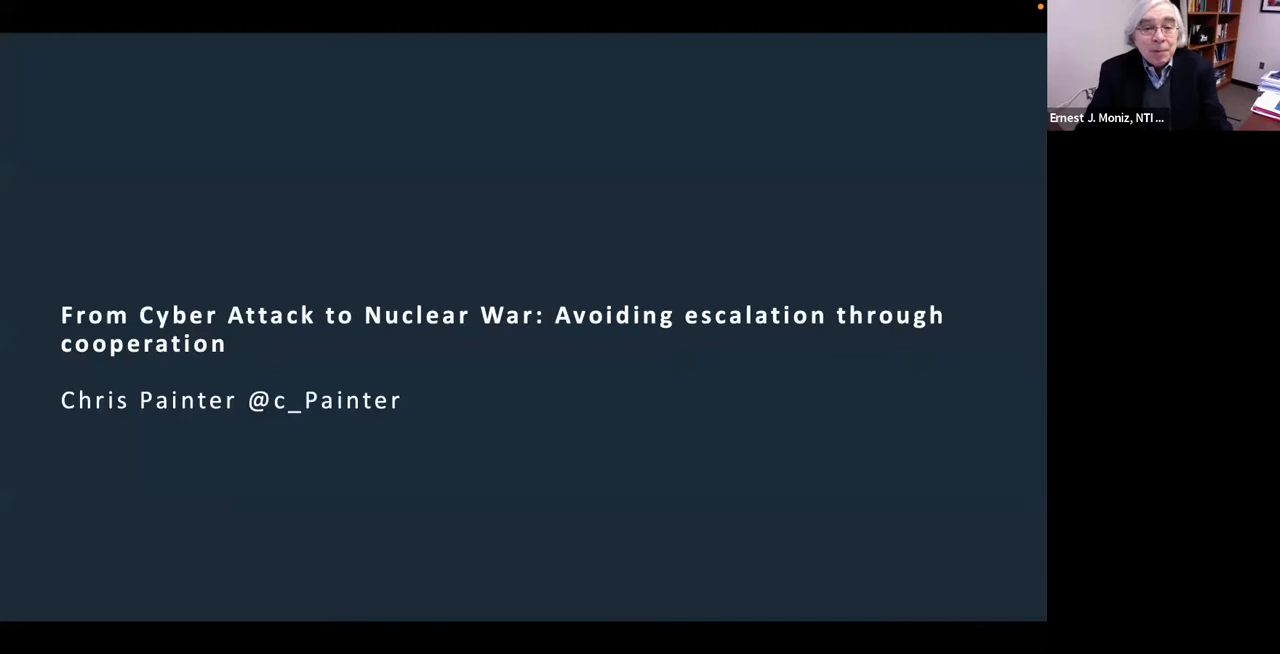 From Cyber Attack to Nuclear War: Avoiding escalation through
cooperation
Chris Painter @c_Painter
Ernest J. Moniz, NTI ...